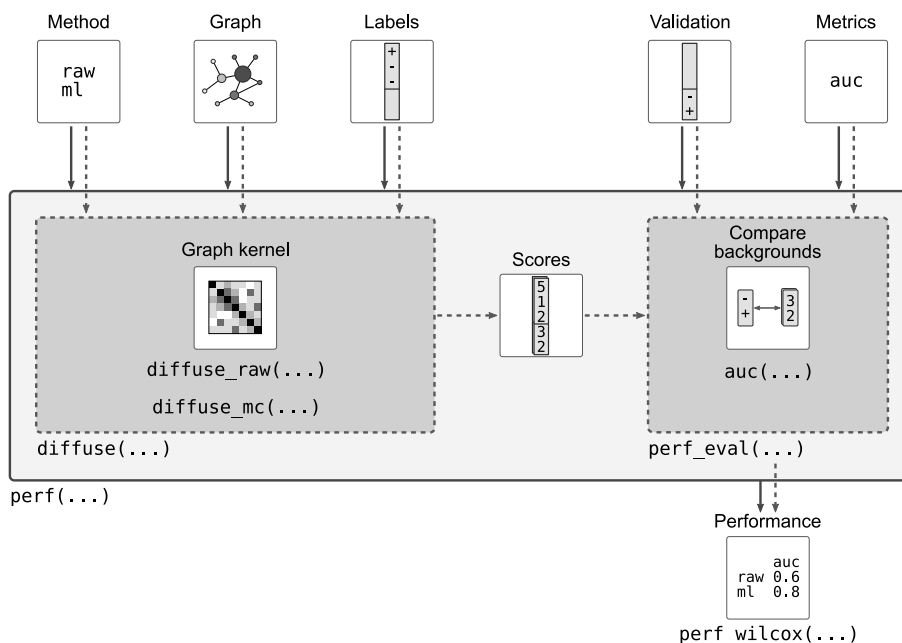 Method
Graph
Labels
Validation
Metrics
raw
ml
+
-
-
-
+
auc
Graph kernel
Scores
Compare
backgrounds
5
1
2
3
2
-
+
3
2
diffuse_raw(...)
diffuse_mc(...)
auc(...)
diffuse(...)
perf_eval(...)
perf(...)
Performance
auc
raw 0.6
ml 0.8
perf_wilcox(...)